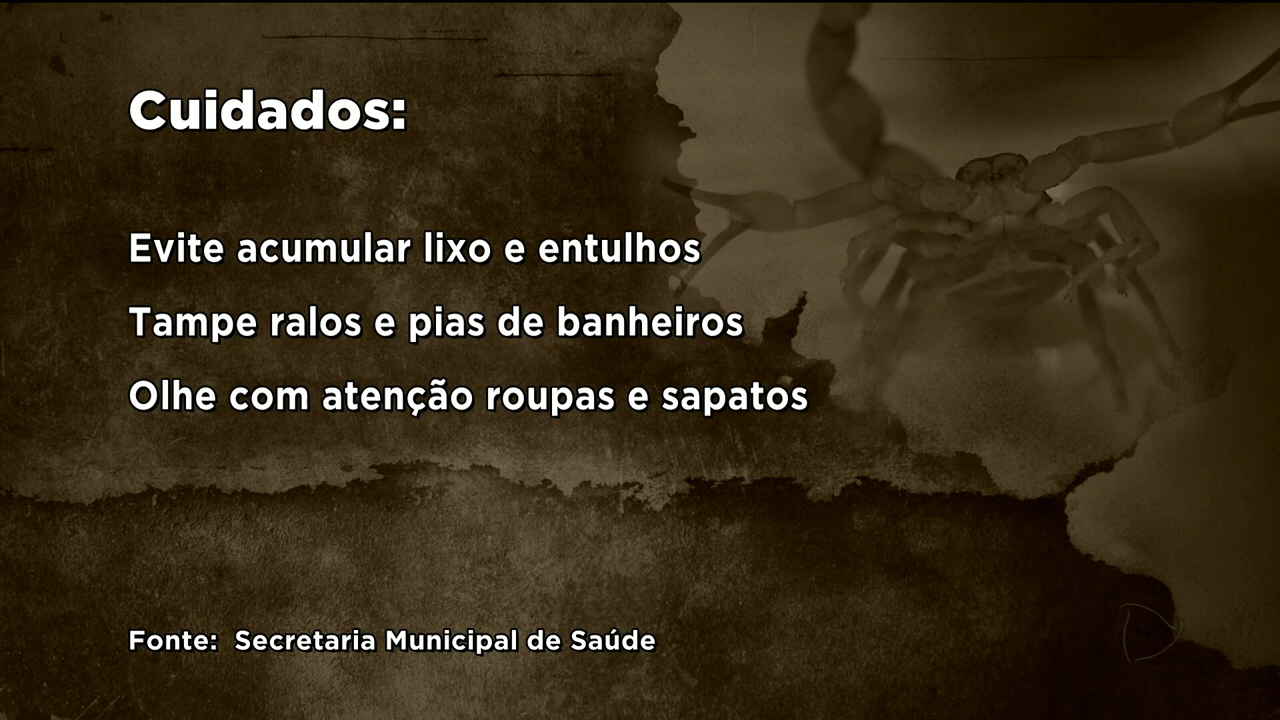 Cuidados:
Evite acumular lixo e entulhos
Tampe ralos e pias de banheiros
Olhe com atenção roupas e sapatos
Fonte: Secretaria Municipal de Saúde